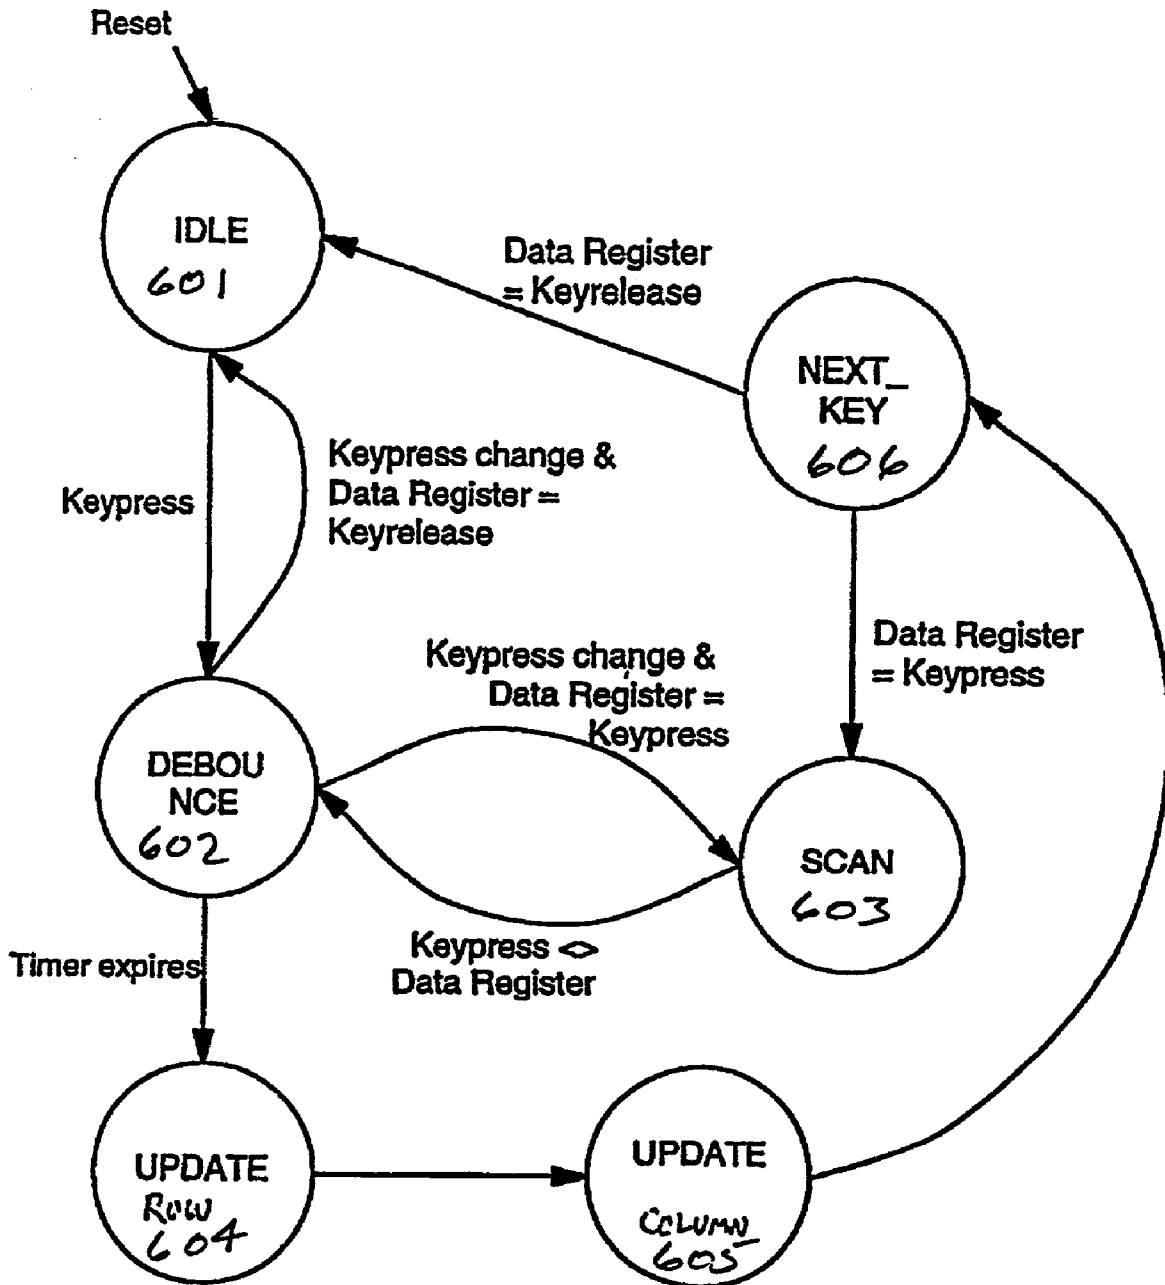 Reset
IDLE
601
Data Register
= Keyrelease
NEXT_
KEY
606
Keypress
Keypress change &
Data Register =
Keyrelease
Keypress change &
Data Register =
Keypress
Data Register
= Keypress
DEBOU
NCE
602
SCAN
603
Keypress <>
Data Register
Timer expires
UPDATE
ROW
604
UPDATE
COLUMN
605